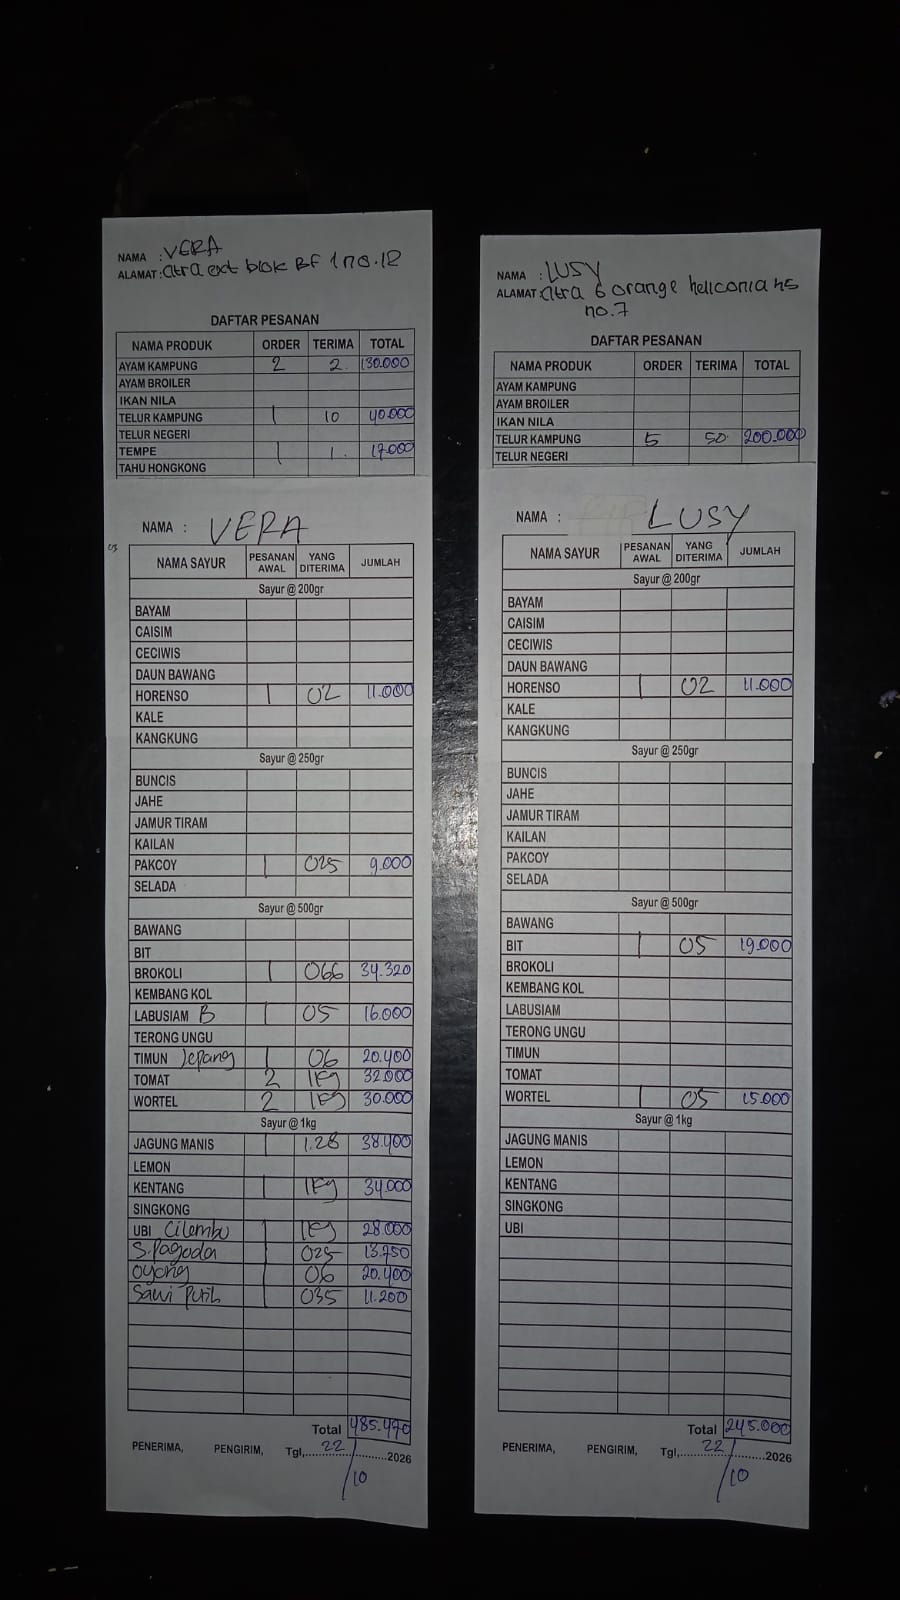 NAMA : VERA
ALAMAT: citra ext blok BF 1 no.12
DAFTAR PESANAN
NAMA PRODUK ORDER TERIMA TOTAL
AYAM KAMPUNG 2 2. 130.000
AYAM BROILER
IKAN NILA
TELUR KAMPUNG 1 10 40.000
TELUR NEGERI
TEMPE 1 1. 17.000
TAHU HONGKONG
NAMA : VERA
03
NAMA SAYUR PESANAN AWAL YANG DITERIMA JUMLAH
Sayur @ 200gr
BAYAM
CAISIM
CECIWIS
DAUN BAWANG
HORENSO 1 02 11.000
KALE
KANGKUNG
Sayur @ 250gr
BUNCIS
JAHE
JAMUR TIRAM
KAILAN
PAKCOY 1 025 9.000
SELADA
Sayur @ 500gr
BAWANG
BIT
BROKOLI 1 066 34.320
KEMBANG KOL
LABUSIAM B 1 05 16.000
TERONG UNGU
TIMUN Jepang 1 06 20.400
TOMAT 2 1Kg 32.000
WORTEL 2 1Kg 30.000
Sayur @ 1kg
JAGUNG MANIS 1 1.28 38.400
LEMON
KENTANG 1 1Kg 34.000
SINGKONG
UBI Cilembu 1 1Kg 28.000
S.Pagoda 1 025 13.750
Oyong 1 06 20.400
Sawi Putih 1 035 11.200
Total 485.470
PENERIMA, PENGIRIM, Tgl,......22/10......2026
NAMA : LUSY
ALAMAT: citra 6 orange heliconia h5
no.7
DAFTAR PESANAN
NAMA PRODUK ORDER TERIMA TOTAL
AYAM KAMPUNG
AYAM BROILER
IKAN NILA
TELUR KAMPUNG 5 50. 200.000
TELUR NEGERI
NAMA : LUSY
NAMA SAYUR PESANAN AWAL YANG DITERIMA JUMLAH
Sayur @ 200gr
BAYAM
CAISIM
CECIWIS
DAUN BAWANG
HORENSO 1 02 11.000
KALE
KANGKUNG
Sayur @ 250gr
BUNCIS
JAHE
JAMUR TIRAM
KAILAN
PAKCOY
SELADA
Sayur @ 500gr
BAWANG
BIT 1 05 19.000
BROKOLI
KEMBANG KOL
LABUSIAM
TERONG UNGU
TIMUN
TOMAT
WORTEL 1 05 15.000
Sayur @ 1kg
JAGUNG MANIS
LEMON
KENTANG
SINGKONG
UBI
Total 245.000
PENERIMA, PENGIRIM, Tgl,......22/10......2026